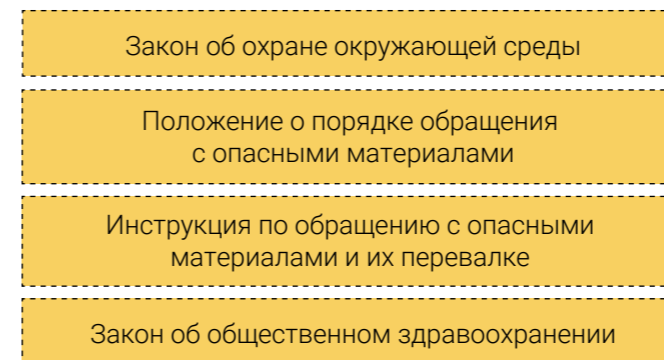 Закон об охране окружающей среды
Положение о порядке обращения
с опасными материалами
Инструкция по обращению с опасными
материалами и их перевалке
Закон об общественном здравоохранении